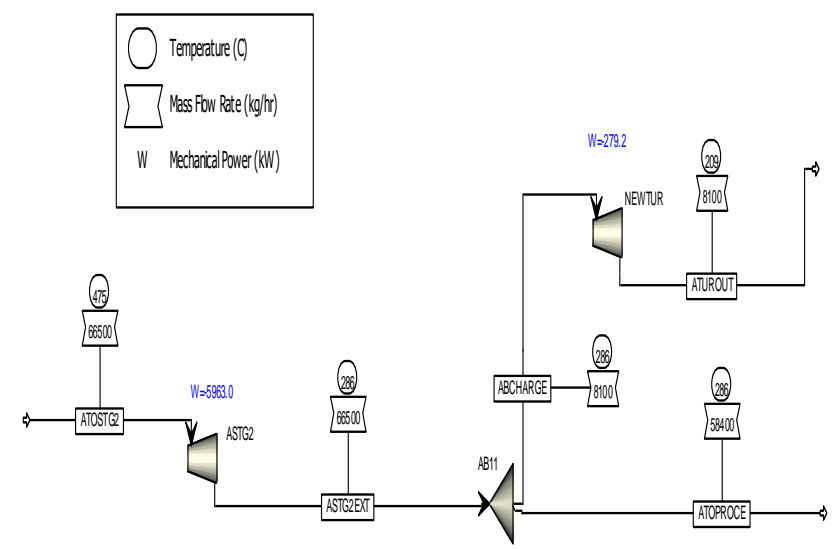 Temperature (C)
Mass Flow Rate (kg/hr)
W Mechanical Power (kW)
W=-279.2
209
8100
NEWTUR
ATUROUT
475
66500
W=-5963.0
286
66500
286
8100
ABCHARGE
286
58400
ATOSTG2
ASTG2
AB11
ASTG2EXT
ATOPROCE